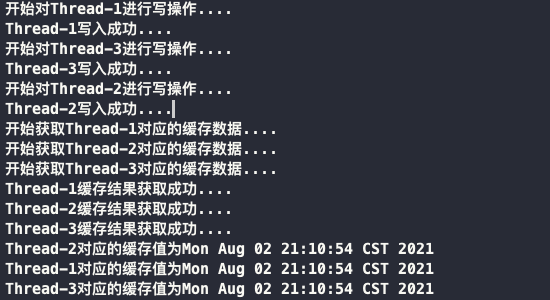 开始对Thread-1进行写操作....
Thread-1写入成功....
开始对Thread-3进行写操作....
Thread-3写入成功....
开始对Thread-2进行写操作....
Thread-2写入成功....
开始获取Thread-1对应的缓存数据....
开始获取Thread-2对应的缓存数据....
开始获取Thread-3对应的缓存数据....
Thread-1缓存结果获取成功....
Thread-2缓存结果获取成功....
Thread-3缓存结果获取成功....
Thread-2对应的缓存值为Mon Aug 02 21:10:54 CST 2021
Thread-1对应的缓存值为Mon Aug 02 21:10:54 CST 2021
Thread-3对应的缓存值为Mon Aug 02 21:10:54 CST 2021